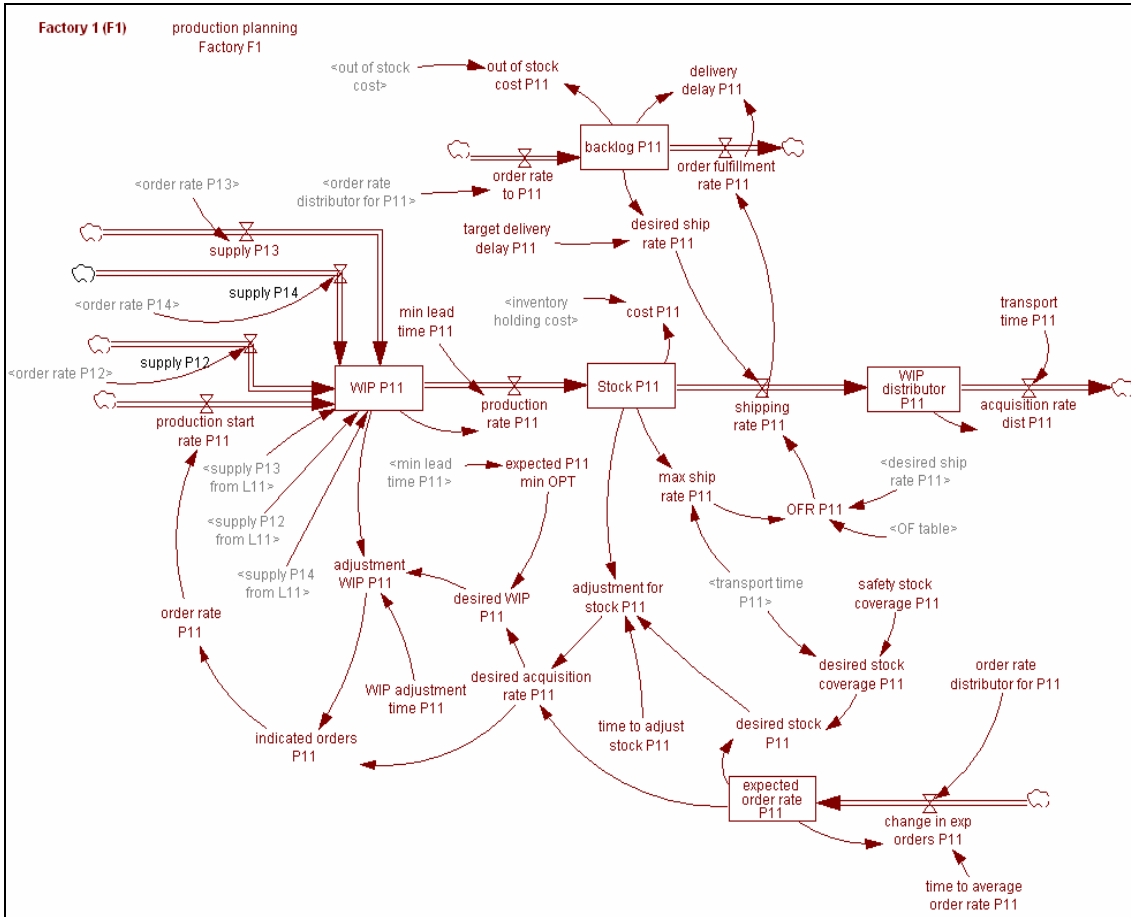 Factory 1 (F1)
production planning
Factory F1
<out of stock
cost>
out of stock
cost P11
delivery
delay P11
backlog P11
order rate
to P11
order fulfillment
rate P11
<order rate P13>
<order rate
distributor for P11>
supply P13
target delivery
delay P11
desired ship
rate P11
supply P14
<order rate P14>
min lead
time P11
<inventory
holding cost>
cost P11
transport
time P11
supply P12
<order rate P12>
WIP P11
Stock P11
WIP
distributor
P11
production start
rate P11
production
rate P11
shipping
rate P11
acquisition rate
dist P11
<supply P13
from L11>
<min lead
time P11>
expected P11
min OPT
max ship
rate P11
<desired ship
rate P11>
OFR P11
<supply P12
from L11>
<OF table>
<supply P14
from L11>
adjustment
WIP P11
desired WIP
P11
adjustment for
stock P11
<transport time
P11>
safety stock
coverage P11
order rate
P11
desired acquisition
rate P11
desired stock
coverage P11
order rate
distributor for P11
WIP adjustment
time P11
indicated orders
P11
time to adjust
stock P11
desired stock
P11
expected
order rate
P11
change in exp
orders P11
time to average
order rate P11